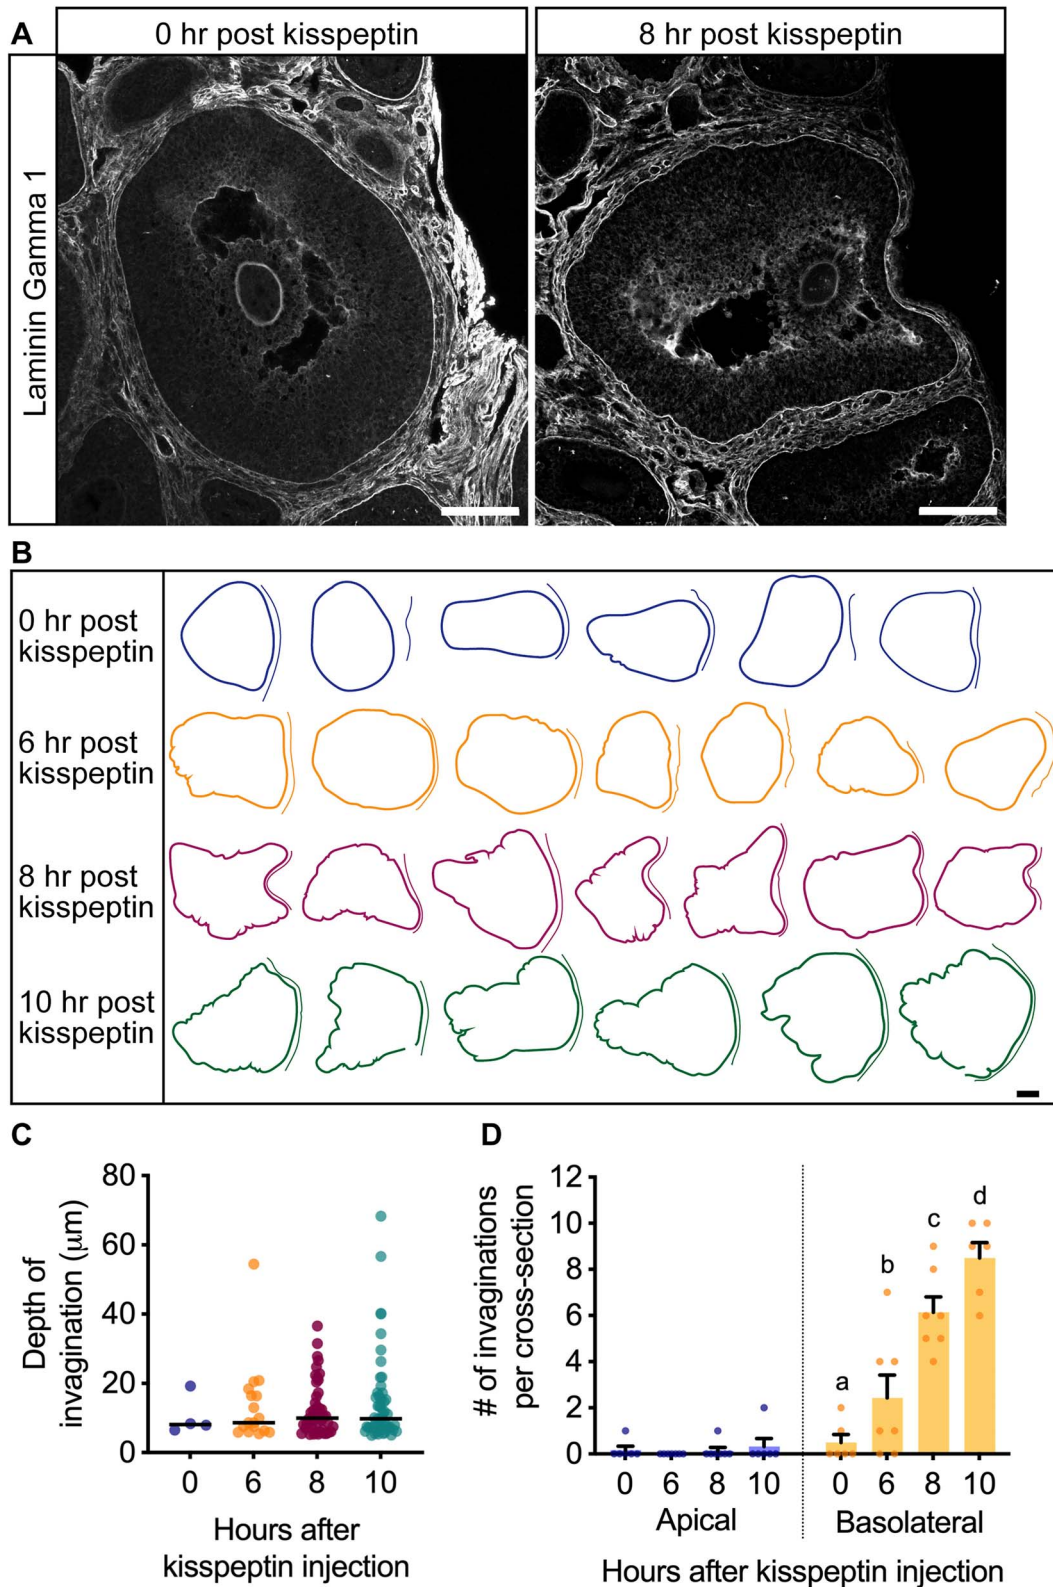 A
0 hr post kisspeptin
8 hr post kisspeptin
Laminin Gamma 1
B
0 hr post
kisspeptin
6 hr post
kisspeptin
8 hr post
kisspeptin
10 hr post
kisspeptin
C
Depth of
invagination (μm)
80
60
40
20
0
0 6 8 10
Hours after
kisspeptin injection
D
# of invaginations
per cross-section
12
10
8
6
4
2
0
a
b
c
d
0 6 8 10 0 6 8 10
Apical Basolateral
Hours after kisspeptin injection